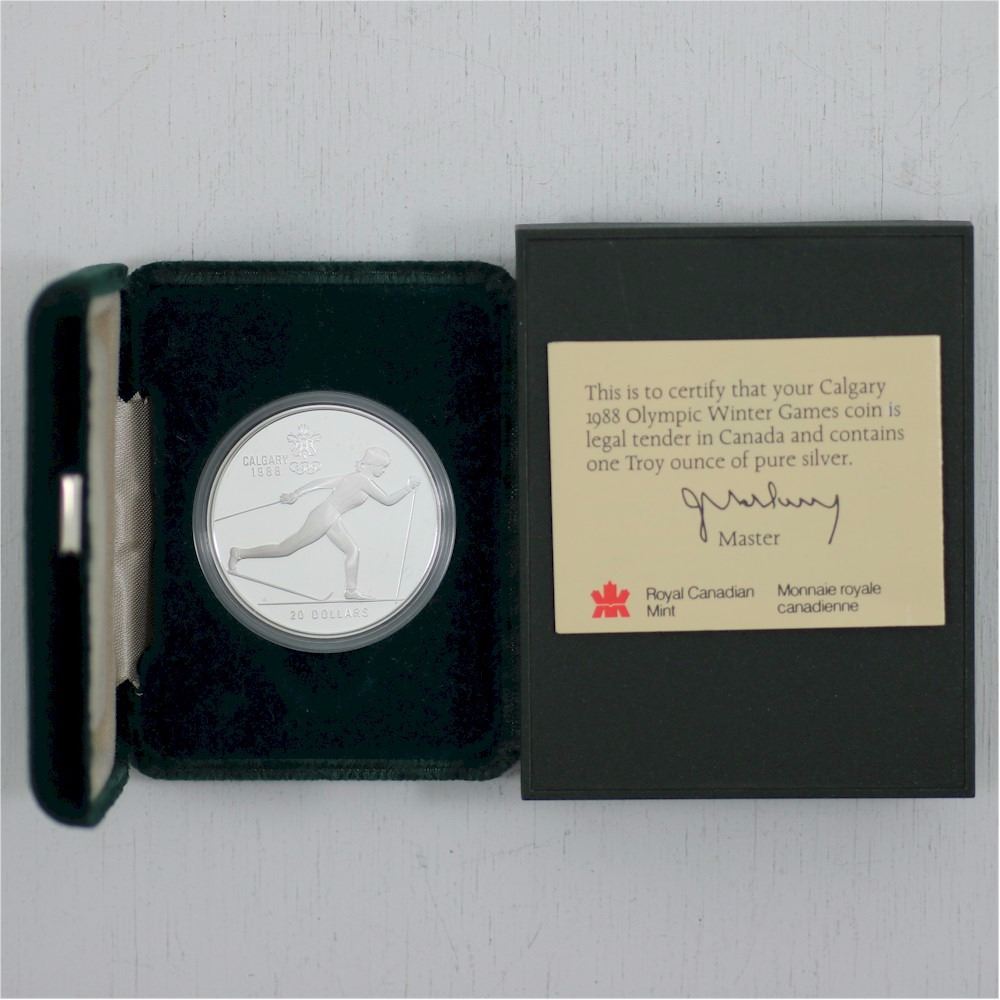 CALGARY
1988
20 DOLLARS
This is to certify that your Calgary
1988 Olympic Winter Games coin is
legal tender in Canada and contains
one Troy ounce of pure silver.
Master
Royal Canadian
Mint
Monnaie royale
canadienne